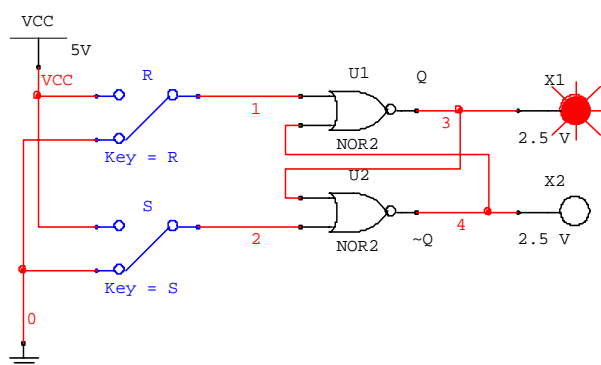 VCC
5V
VCC
R
1
Key = R
U1
Q
NOR2
3
X1
2.5 V
S
2
Key = S
U2
NOR2
4
~Q
X2
2.5 V
0